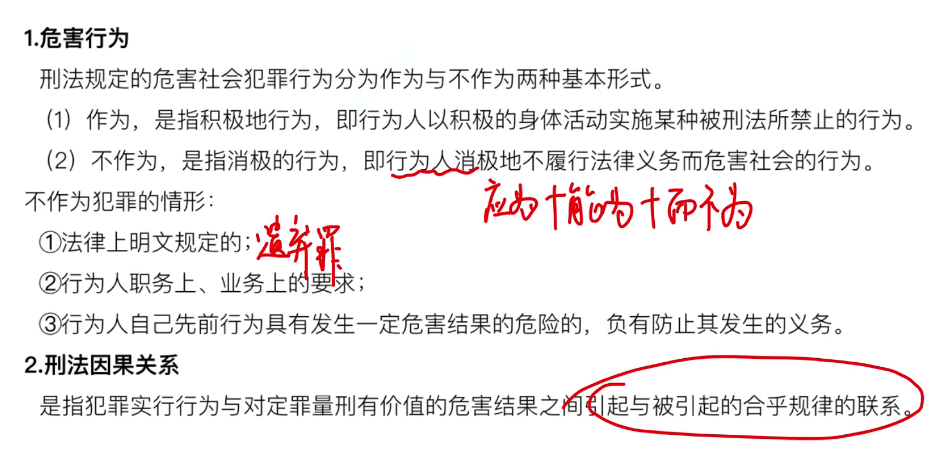 1.危害行为
刑法规定的危害社会犯罪行为分为作为与不作为两种基本形式。
（1）作为，是指积极地行为，即行为人以积极的身体活动实施某种被刑法所禁止的行为。
（2）不作为，是指消极的行为，即行为人消极地不履行法律义务而危害社会的行为。
应为+能为+而不为
不作为犯罪的情形：
①法律上明文规定的；遗弃罪
②行为人职务上、业务上的要求；
③行为人自己先前行为具有发生一定危害结果的危险的，负有防止其发生的义务。
2.刑法因果关系
是指犯罪实行行为与对定罪量刑有价值的危害结果之间引起与被引起的合乎规律的联系。